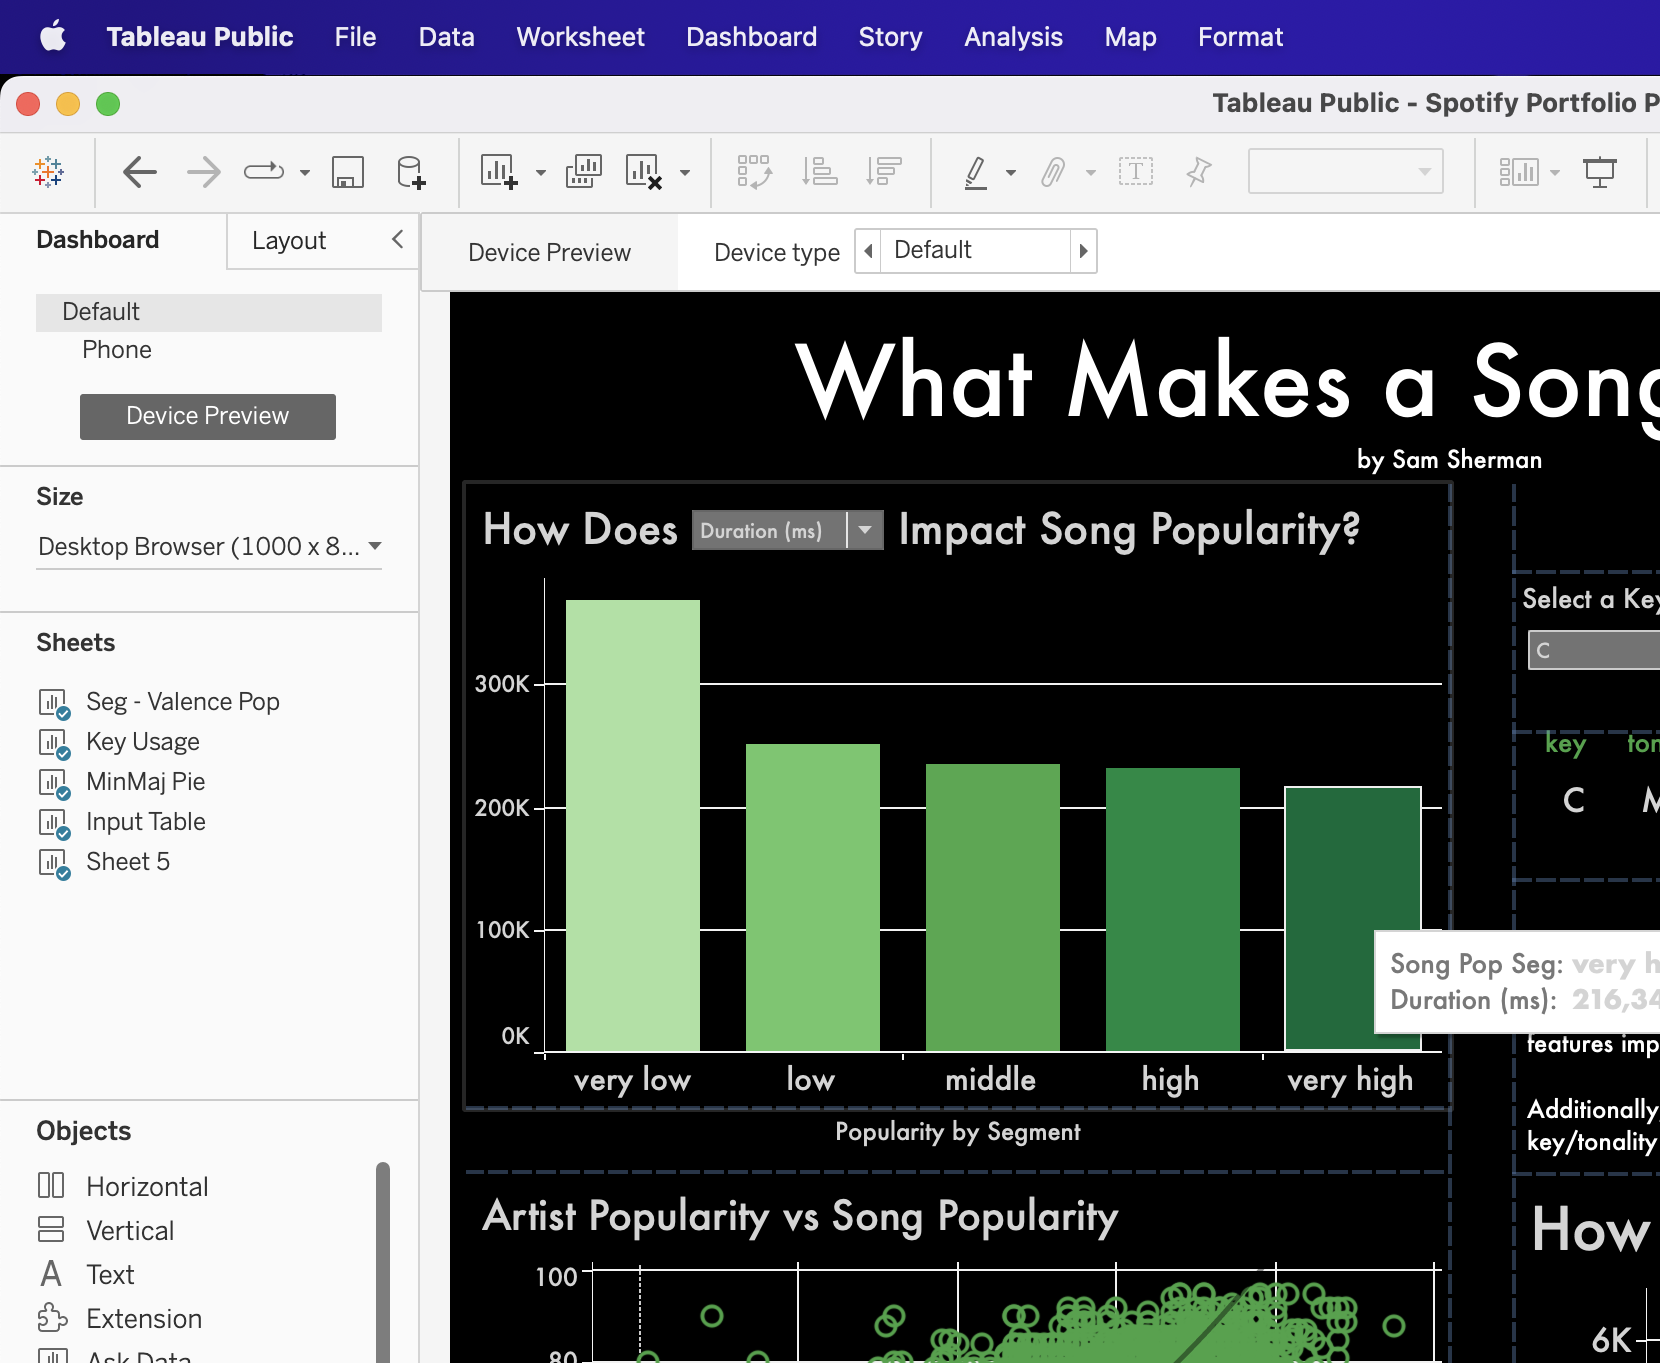 Tableau Public File Data Worksheet Dashboard Story Analysis Map Format
Tableau Public - Spotify Portfolio P
Dashboard Layout
Device Preview Device type Default
Default
Phone
Device Preview
Size
Desktop Browser (1000 x 8...
Sheets
Seg - Valence Pop
Key Usage
MinMaj Pie
Input Table
Sheet 5
Objects
Horizontal
Vertical
Text
Extension
Ask Data
What Makes a Song
by Sam Sherman
How Does Duration (ms) Impact Song Popularity?
300K
200K
100K
0K
very low low middle high very high
Popularity by Segment
Song Pop Seg: very h
Duration (ms): 216,34
Artist Popularity vs Song Popularity
100
80
Select a Key
C
key ton
C M
features imp
Additionally,
key/tonality
How
6K